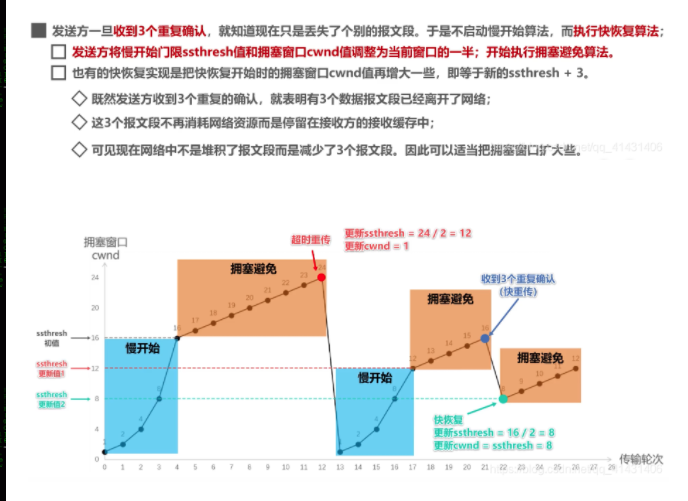 发送方一旦收到3个重复确认，就知道现在只是丢失了个别的报文段。于是不启动慢开始算法，而执行快恢复算法；
发送方将慢开始门限ssthresh值和拥塞窗口cwnd值调整为当前窗口的一半；开始执行拥塞避免算法。
也有的快恢复实现是把快恢复开始时的拥塞窗口cwnd值再增大一些，即等于新的ssthresh + 3。
既然发送方收到3个重复的确认，就表明有3个数据报文段已经离开了网络；
这3个报文段不再消耗网络资源而是停留在接收方的接收缓存中；
可见现在网络中不是堆积了报文段而是减少了3个报文段。因此可以适当把拥塞窗口扩大些。
net/qq_41431406
拥塞窗口
cwnd
超时重传
更新ssthresh = 24 / 2 = 12
更新cwnd = 1
24
20
16
12
8
4
0
ssthresh
初值
ssthresh
更新值1
ssthresh
更新值2
慢开始
拥塞避免
1 2 4 8 16 17 18 19 20 21 22 23 24
慢开始
拥塞避免
1 2 4 8 12 13 14 15 16
收到3个重复确认
（快重传）
拥塞避免
8 9 10 11 12
快恢复
更新ssthresh = 16 / 2 = 8
更新cwnd = ssthresh = 8
0 1 2 3 4 5 6 7 8 9 10 11 12 13 14 15 16 17 18 19 20 21 22 23 24 25 26 27 28 29
传输轮次